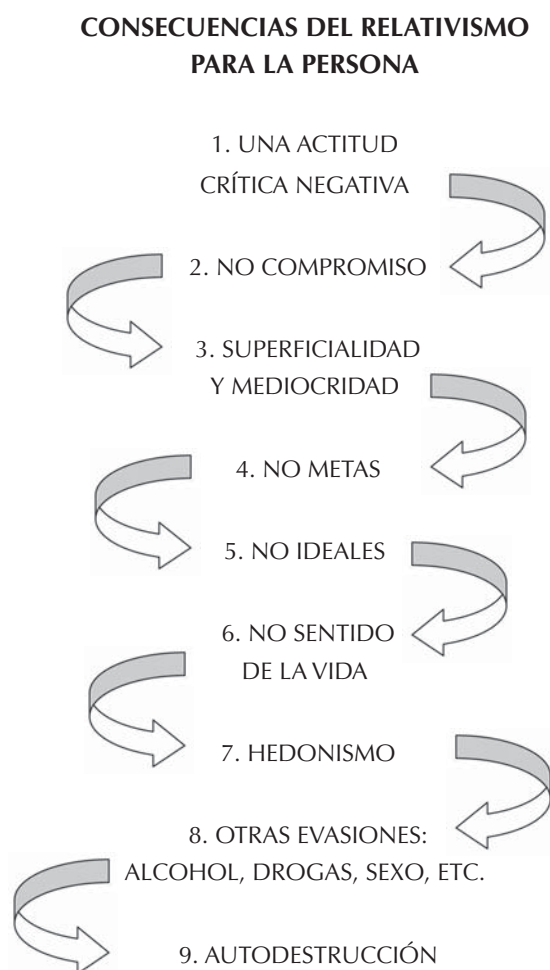 CONSECUENCIAS DEL RELATIVISMO
PARA LA PERSONA
1. UNA ACTITUD
CRÍTICA NEGATIVA
2. NO COMPROMISO
3. SUPERFICIALIDAD
Y MEDIOCRIDAD
4. NO METAS
5. NO IDEALES
6. NO SENTIDO
DE LA VIDA
7. HEDONISMO
8. OTRAS EVASIONES:
ALCOHOL, DROGAS, SEXO, ETC.
9. AUTODESTRUCCIÓN